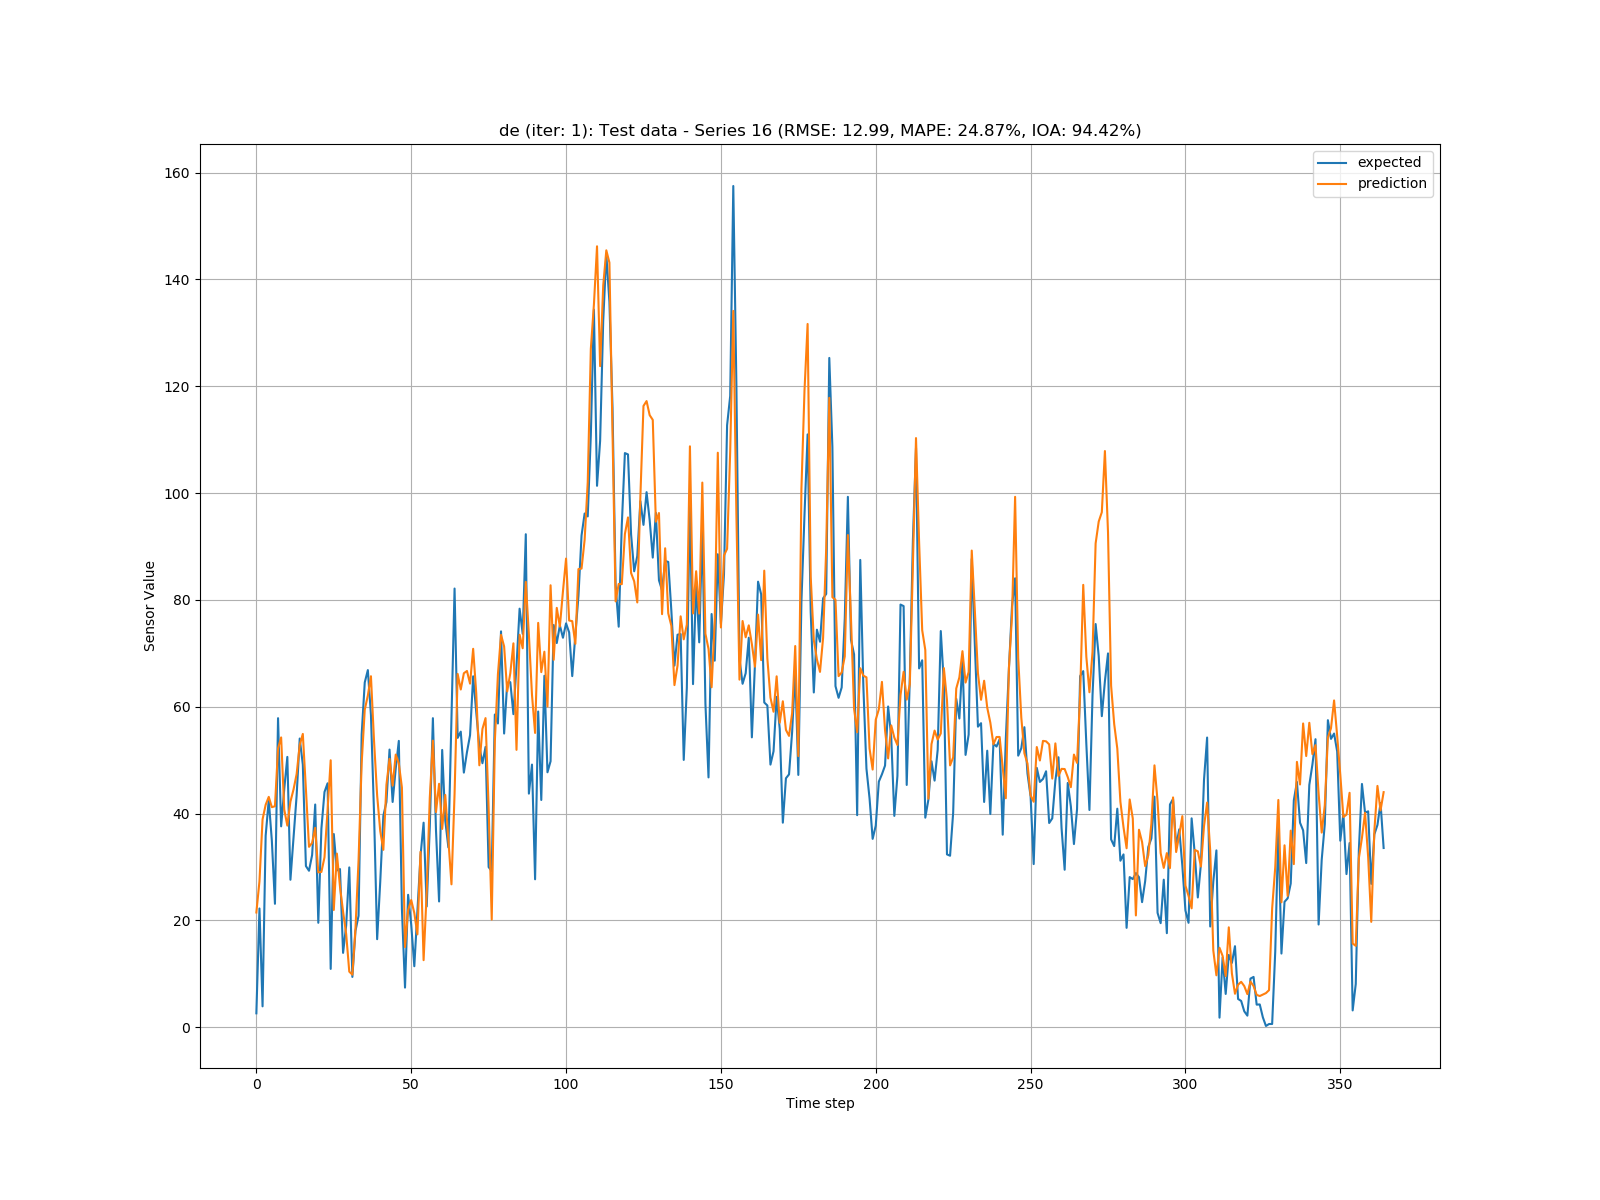 de (iter: 1): Test data - Series 16 (RMSE: 12.99, MAPE: 24.87%, IOA: 94.42%)
expected
prediction
160
140
120
100
80
60
40
20
0
Sensor Value
0 50 100 150 200 250 300 350
Time step